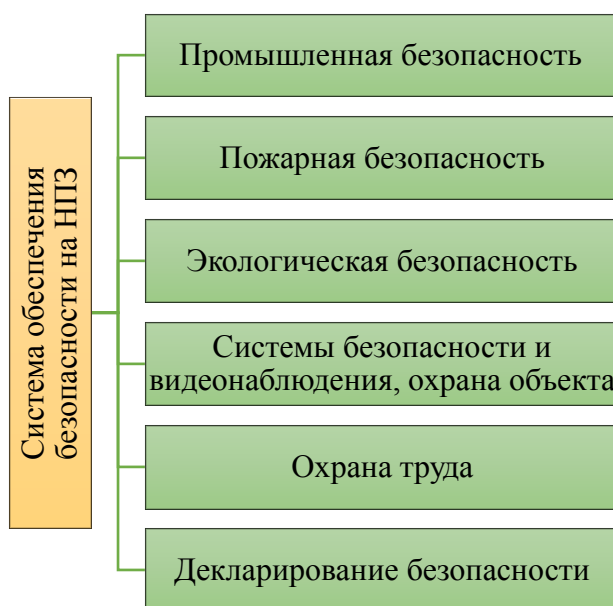 Система обеспечения
безопасности на НПЗ
Промышленная безопасность
Пожарная безопасность
Экологическая безопасность
Системы безопасности и
видеонаблюдения, охрана объекта
Охрана труда
Декларирование безопасности